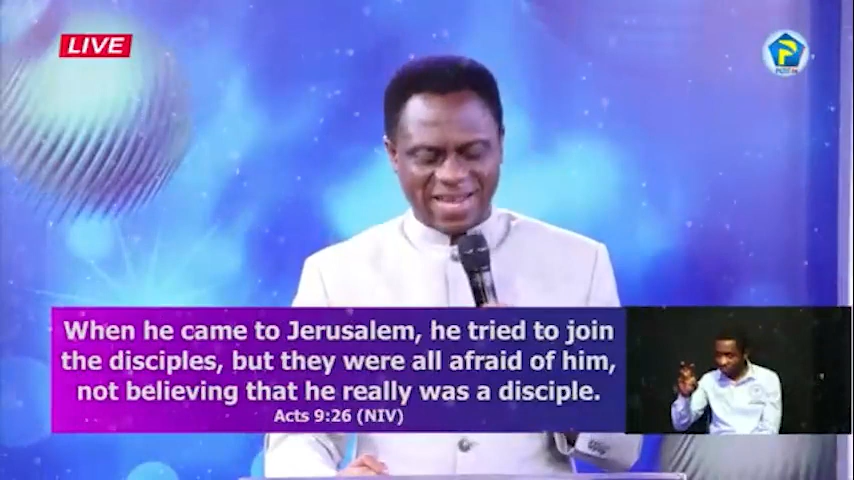 LIVE
When he came to Jerusalem, he tried to join
the disciples, but they were all afraid of him,
not believing that he really was a disciple.
Acts 9:26 (NIV)